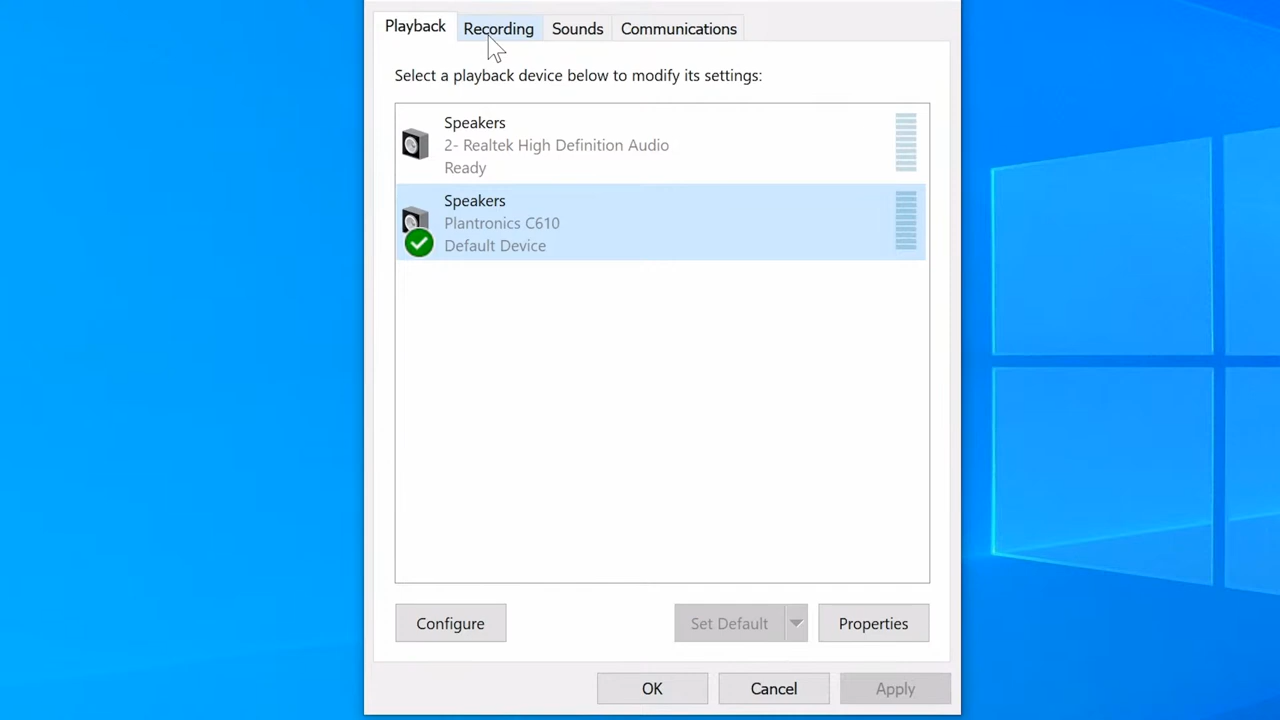 Playback
Recording
Sounds
Communications
Select a playback device below to modify its settings:
Speakers
2- Realtek High Definition Audio
Ready
Speakers
Plantronics C610
Default Device
Configure
Set Default
Properties
OK
Cancel
Apply